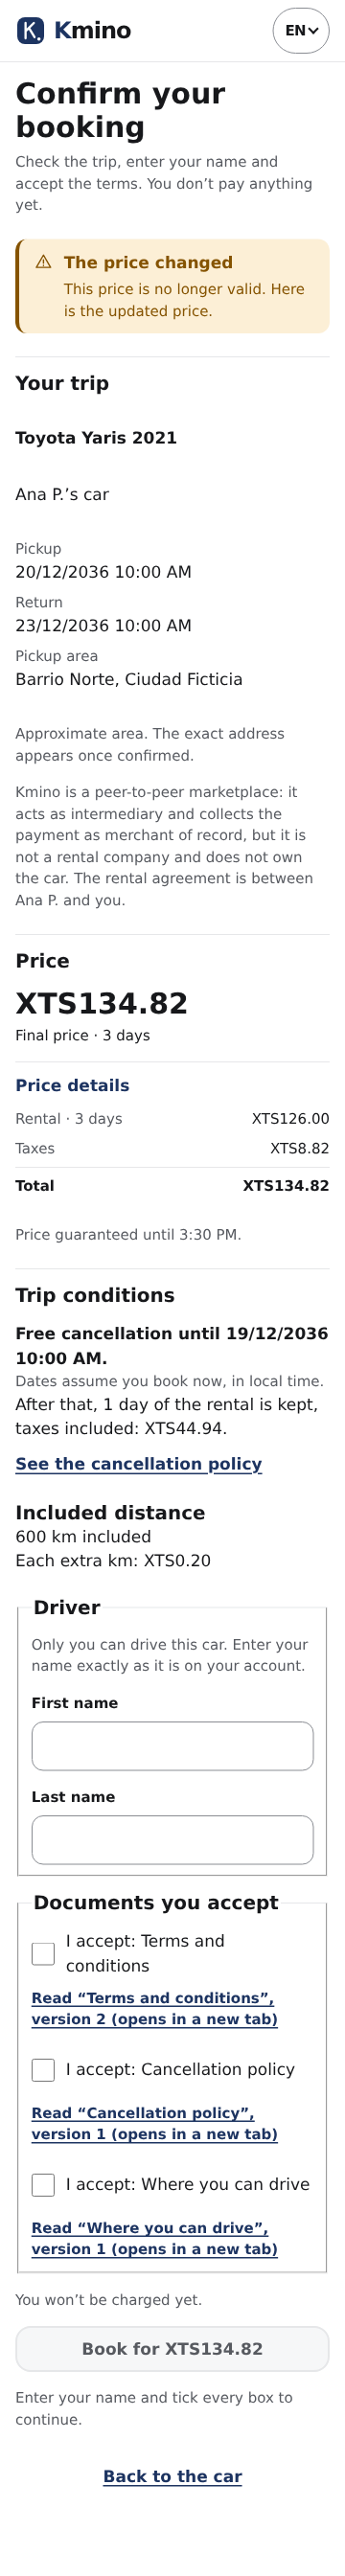 Kmino
EN
Confirm your
booking
Check the trip, enter your name and
accept the terms. You don’t pay anything
yet.
The price changed
This price is no longer valid. Here
is the updated price.
Your trip
Toyota Yaris 2021
Ana P.’s car
Pickup
20/12/2036 10:00 AM
Return
23/12/2036 10:00 AM
Pickup area
Barrio Norte, Ciudad Ficticia
Approximate area. The exact address
appears once confirmed.
Kmino is a peer-to-peer marketplace: it
acts as intermediary and collects the
payment as merchant of record, but it is
not a rental company and does not own
the car. The rental agreement is between
Ana P. and you.
Price
XTS134.82
Final price · 3 days
Price details
Rental · 3 days XTS126.00
Taxes XTS8.82
Total XTS134.82
Price guaranteed until 3:30 PM.
Trip conditions
Free cancellation until 19/12/2036
10:00 AM.
Dates assume you book now, in local time.
After that, 1 day of the rental is kept,
taxes included: XTS44.94.
See the cancellation policy
Included distance
600 km included
Each extra km: XTS0.20
Driver
Only you can drive this car. Enter your
name exactly as it is on your account.
First name
Last name
Documents you accept
I accept: Terms and
conditions
Read “Terms and conditions”,
version 2 (opens in a new tab)
I accept: Cancellation policy
Read “Cancellation policy”,
version 1 (opens in a new tab)
I accept: Where you can drive
Read “Where you can drive”,
version 1 (opens in a new tab)
You won’t be charged yet.
Book for XTS134.82
Enter your name and tick every box to
continue.
Back to the car